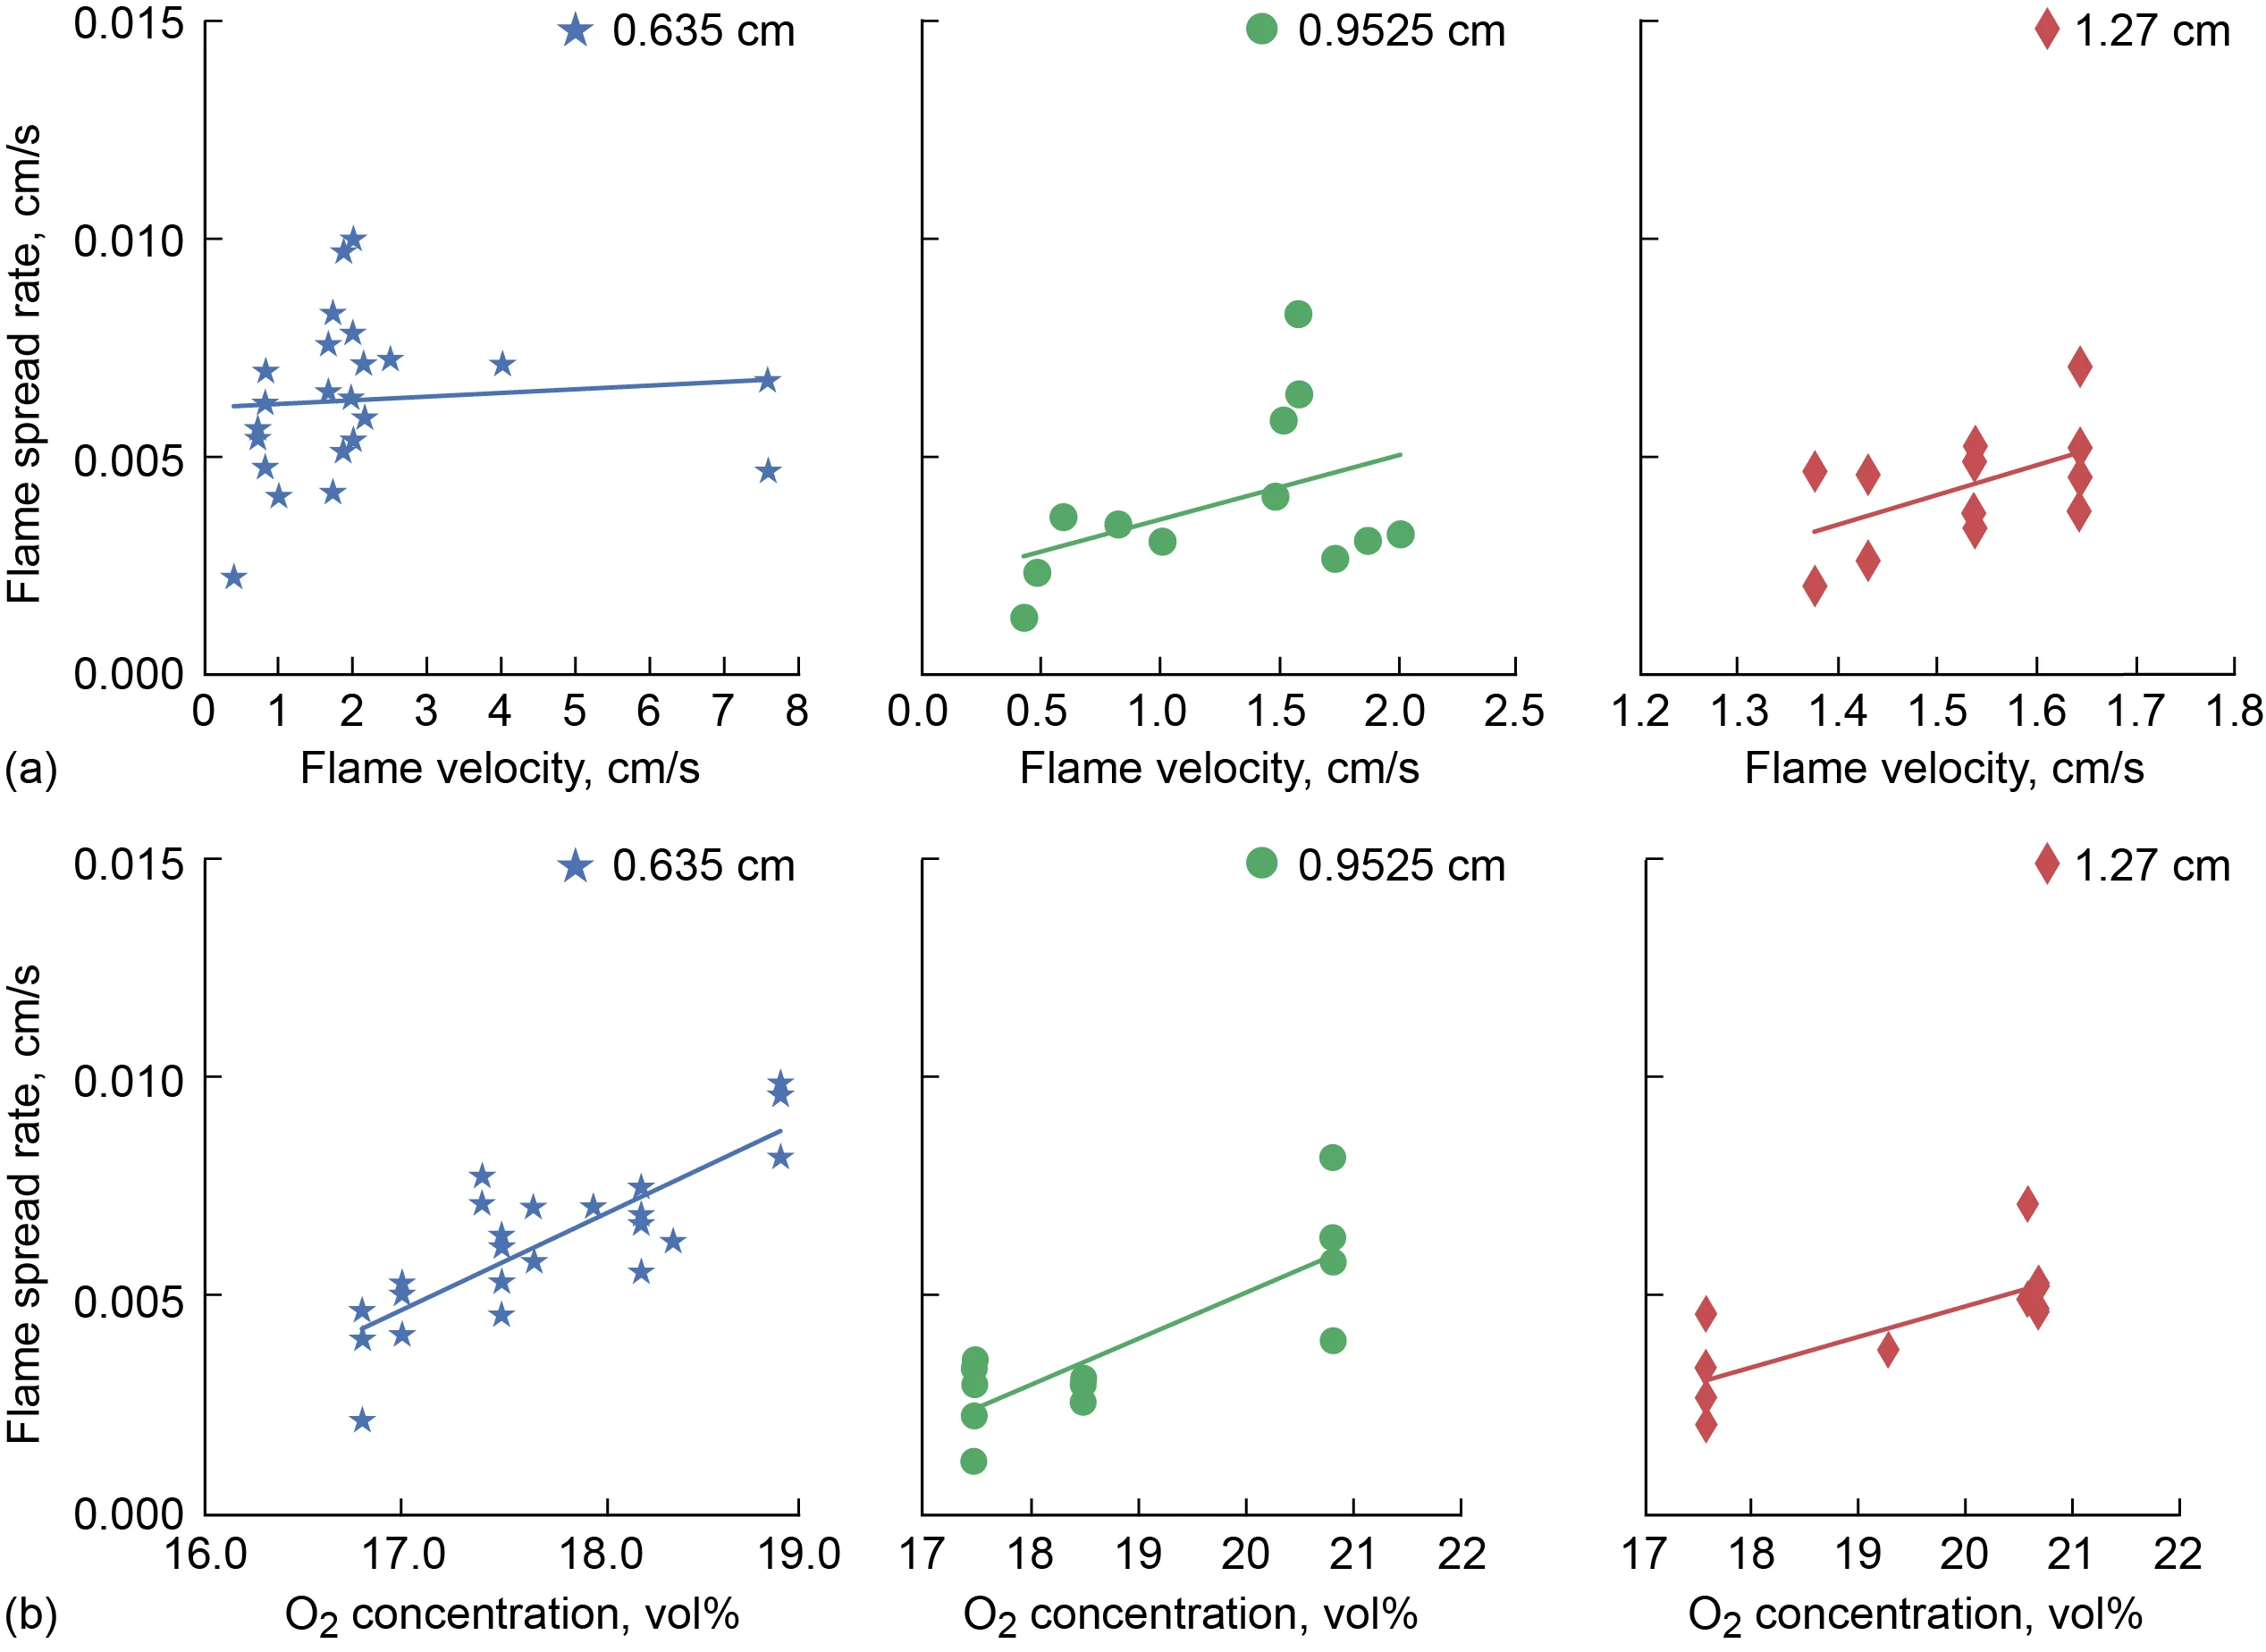 0.015
0.010
0.005
0.000
Flame spread rate, cm/s
0.635 cm
0 1 2 3 4 5 6 7 8
Flame velocity, cm/s
0.9525 cm
0.0 0.5 1.0 1.5 2.0 2.5
Flame velocity, cm/s
1.27 cm
1.2 1.3 1.4 1.5 1.6 1.7 1.8
Flame velocity, cm/s
(a)
0.015
0.010
0.005
0.000
Flame spread rate, cm/s
0.635 cm
16.0 17.0 18.0 19.0
O2 concentration, vol%
0.9525 cm
17 18 19 20 21 22
O2 concentration, vol%
1.27 cm
17 18 19 20 21 22
O2 concentration, vol%
(b)